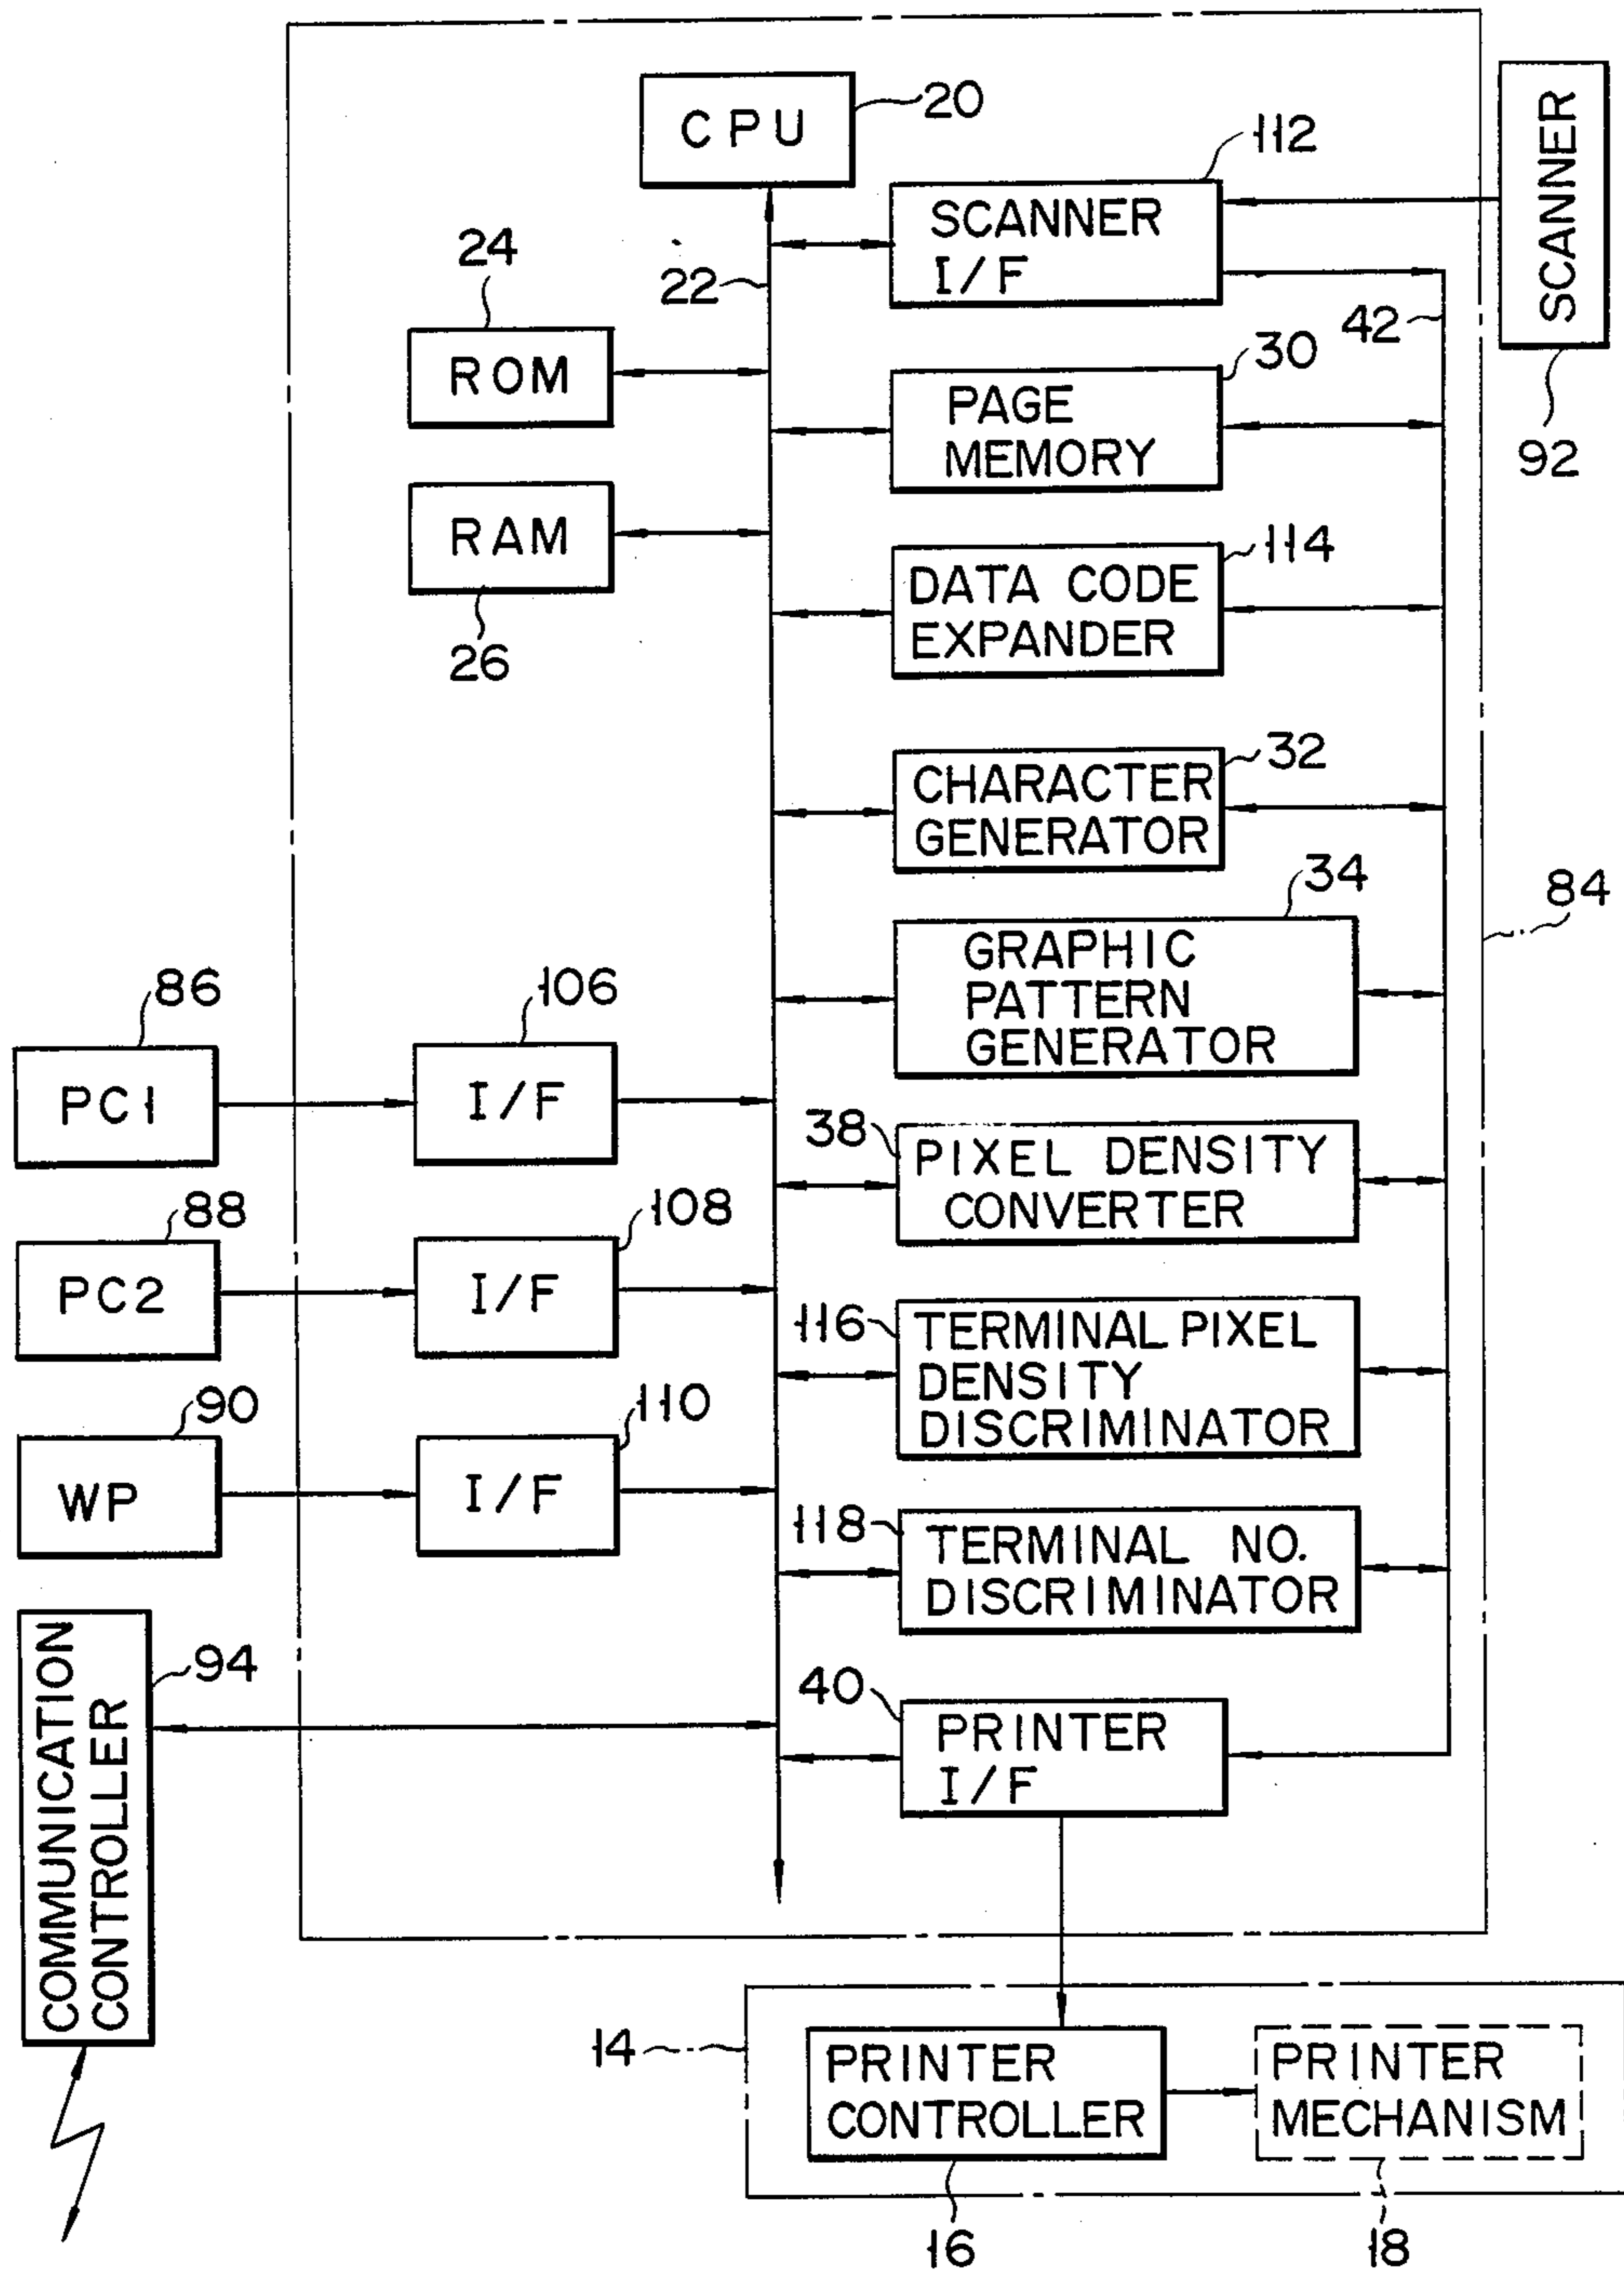 CPU
20
112
SCANNER
I/F
SCANNER
24
22
42
ROM
30
PAGE
MEMORY
92
RAM
114
DATA CODE
EXPANDER
26
32
CHARACTER
GENERATOR
34
84
GRAPHIC
PATTERN
GENERATOR
86
106
PC1
I/F
38
PIXEL DENSITY
CONVERTER
88
108
PC2
I/F
116
TERMINAL PIXEL
DENSITY
DISCRIMINATOR
90
110
WP
I/F
118
TERMINAL NO.
DISCRIMINATOR
COMMUNICATION
CONTROLLER
94
40
PRINTER
I/F
14
PRINTER
CONTROLLER
PRINTER
MECHANISM
16
18